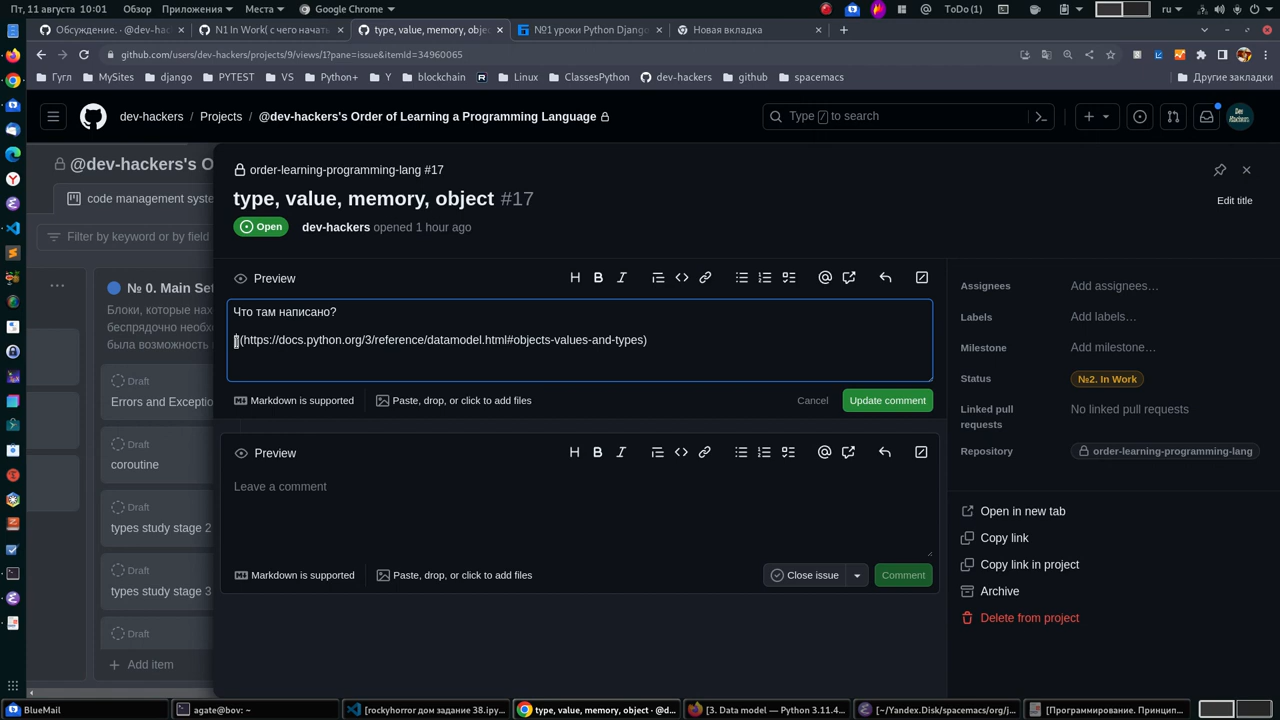 Пт, 11 августа 10:01 Обзор Приложения Места Google Chrome ToDo (1) ru
Обсуждение. · @dev-hac N1 In Work( с чего начать type, value, memory, obje №1 уроки Python Django Новая вкладка
github.com/users/dev-hackers/projects/9/views/1?pane=issue&itemId=34960065
Гугл MySites django PYTEST VS Python+ Y blockchain Linux ClassesPython dev-hackers github spacemacs Другие закладки
dev-hackers / Projects / @dev-hackers's Order of Learning a Programming Language Type / to search
@dev-hackers's O
code management syste
Filter by keyword or by field
№ 0. Main Set
Блоки, которые нах
беспрядочно необхо
была возможность
Draft
Errors and Exceptio
Draft
coroutine
Draft
types study stage 2
Draft
types study stage 3
Draft
Add item
order-learning-programming-lang #17
type, value, memory, object #17
Edit title
Open dev-hackers opened 1 hour ago
Preview
Что там написано?
[](https://docs.python.org/3/reference/datamodel.html#objects-values-and-types)
Markdown is supported Paste, drop, or click to add files Cancel Update comment
Preview
Leave a comment
Markdown is supported Paste, drop, or click to add files Close issue Comment
Assignees Add assignees…
Labels Add labels…
Milestone Add milestone…
Status №2. In Work
Linked pull requests No linked pull requests
Repository order-learning-programming-lang
Open in new tab
Copy link
Copy link in project
Archive
Delete from project
BlueMail agate@bov: ~ [rockyhorror дом задание 38.ipy… type, value, memory, object · @d… [3. Data model — Python 3.11.4… [~/Yandex.Disk/spacemacs/org/j… [Программирование. Принцип…